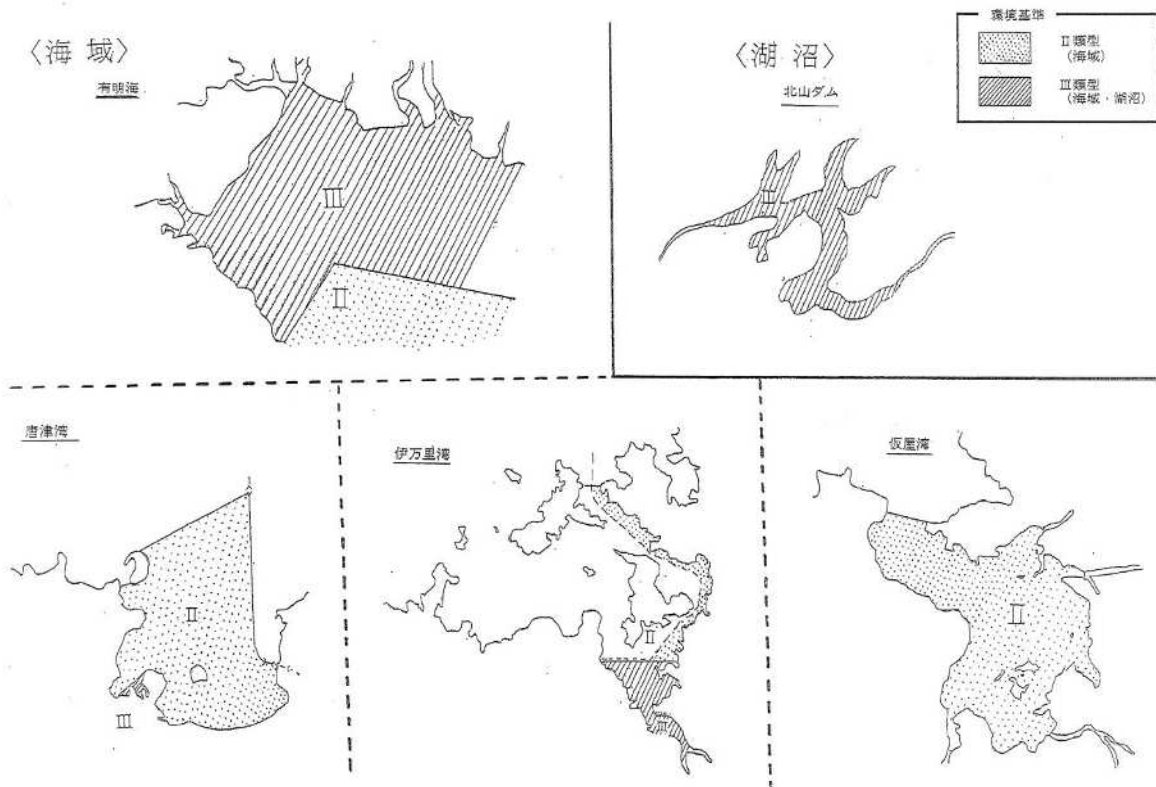 〈海 域〉
有明海
Ⅲ
Ⅱ
〈湖 沼〉
北山ダム
Ⅲ
環境基準
Ⅱ類型
(海域)
Ⅲ類型
(海域・湖沼)
唐津湾
Ⅱ
Ⅲ
伊万里湾
Ⅱ
Ⅲ
仮屋湾
Ⅱ